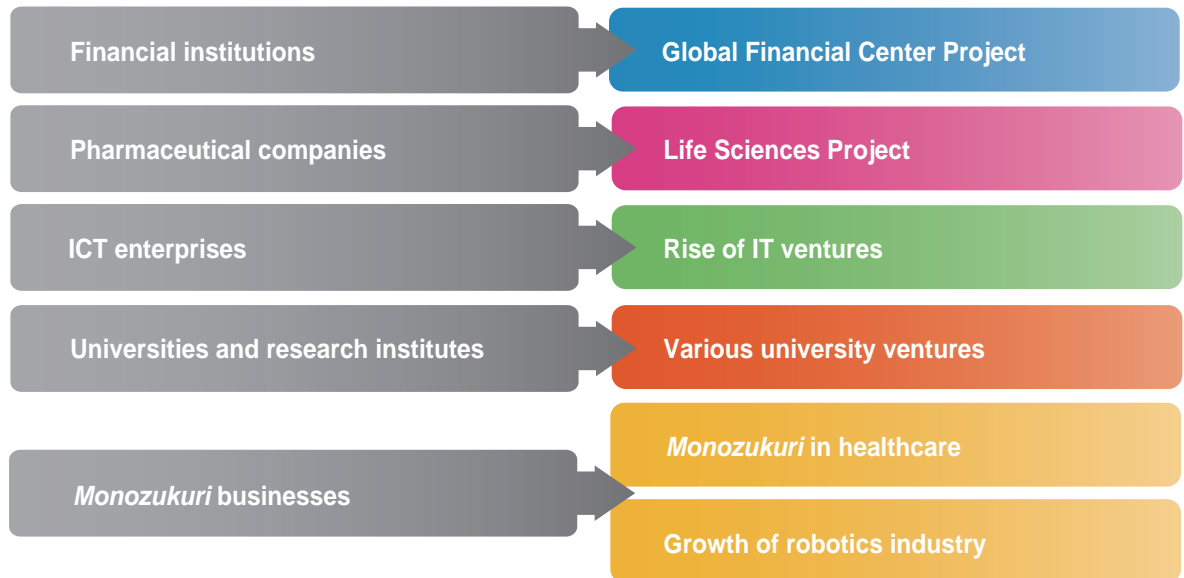 Financial institutions
Global Financial Center Project
Pharmaceutical companies
Life Sciences Project
ICT enterprises
Rise of IT ventures
Universities and research institutes
Various university ventures
Monozukuri businesses
Monozukuri in healthcare
Growth of robotics industry